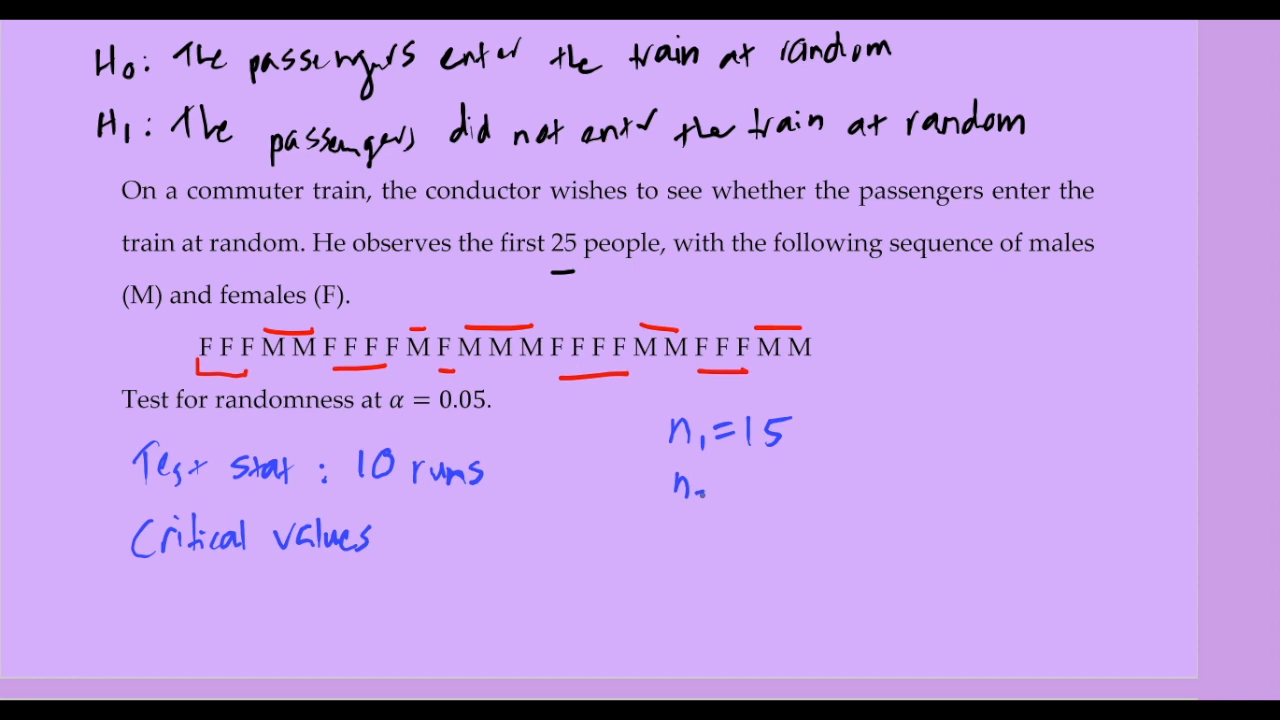 H₀: The passengers enter the train at random
H₁: The passengers did not enter the train at random
On a commuter train, the conductor wishes to see whether the passengers enter the
train at random. He observes the first 25 people, with the following sequence of males
(M) and females (F).
F F F M M F F F F M F M M M F F F F M M F F F M M
Test for randomness at α = 0.05.
n₁ = 15
Test stat : 10 runs
n
Critical values